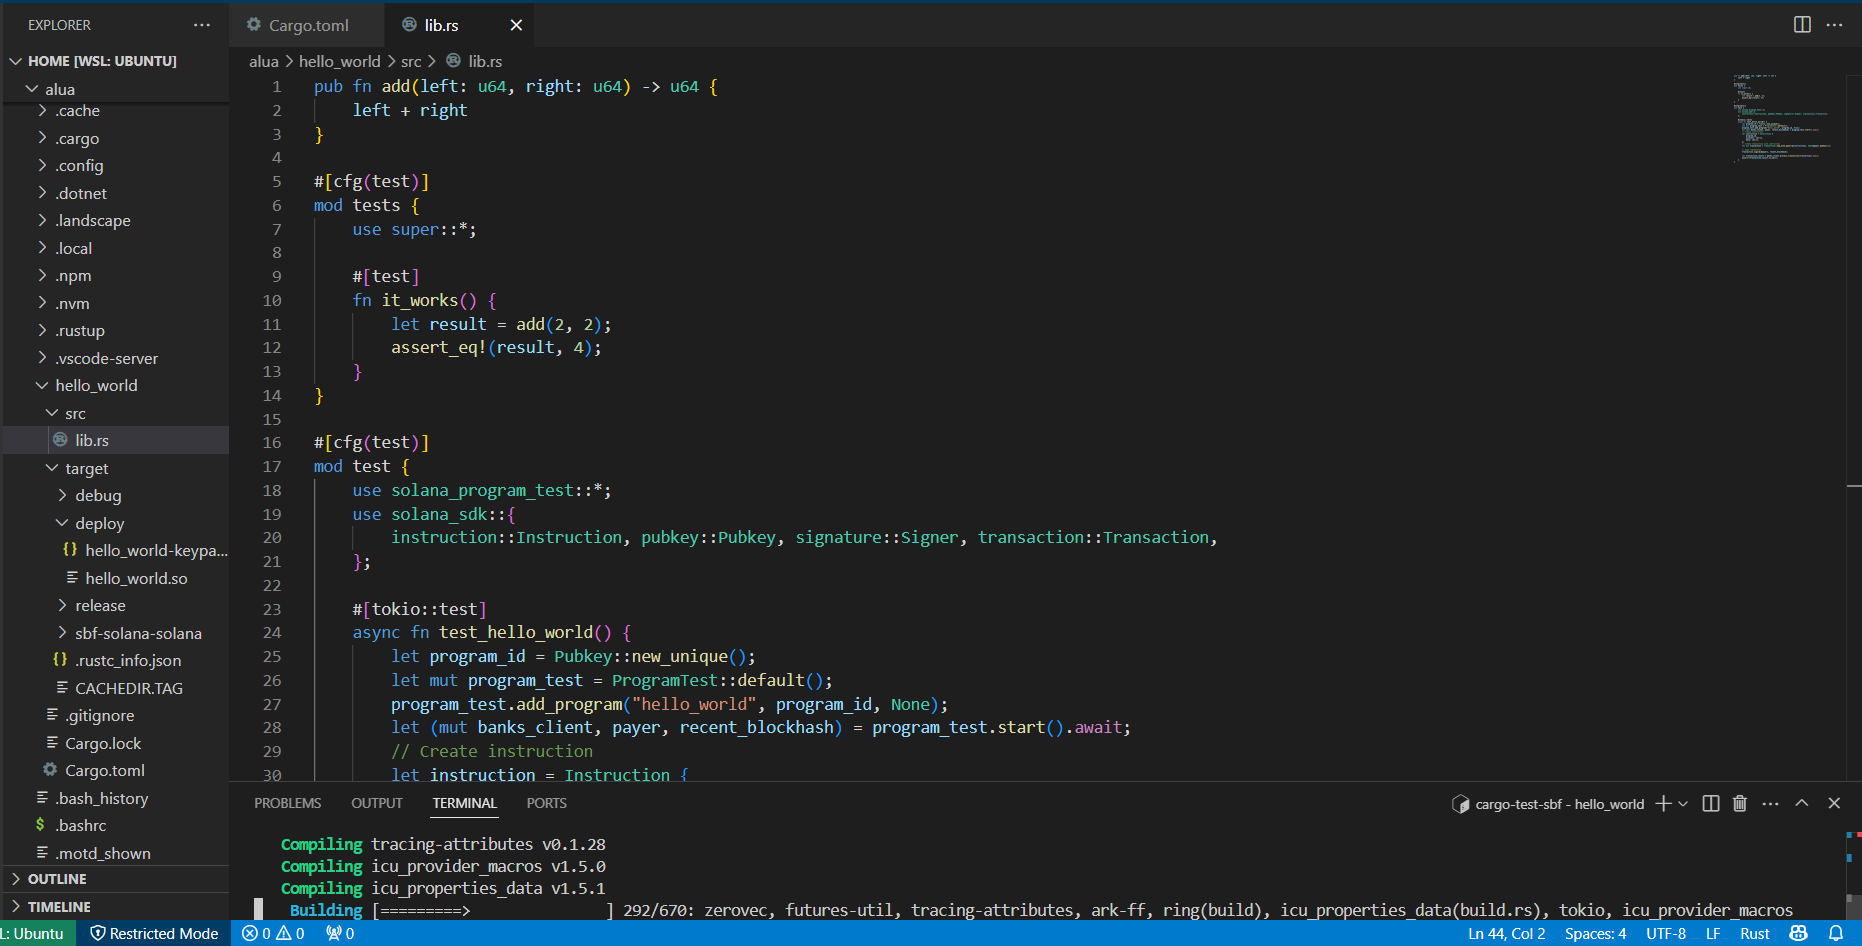 EXPLORER
HOME [WSL: UBUNTU]
alua
.cache
.cargo
.config
.dotnet
.landscape
.local
.npm
.nvm
.rustup
.vscode-server
hello_world
src
lib.rs
target
debug
deploy
hello_world-keypa...
hello_world.so
release
sbf-solana-solana
.rustc_info.json
CACHEDIR.TAG
.gitignore
Cargo.lock
Cargo.toml
.bash_history
.bashrc
.motd_shown
OUTLINE
TIMELINE
Cargo.toml
lib.rs
alua > hello_world > src > lib.rs
1 pub fn add(left: u64, right: u64) -> u64 {
2     left + right
3 }
4
5 #[cfg(test)]
6 mod tests {
7     use super::*;
8
9     #[test]
10     fn it_works() {
11         let result = add(2, 2);
12         assert_eq!(result, 4);
13     }
14 }
15
16 #[cfg(test)]
17 mod test {
18     use solana_program_test::*;
19     use solana_sdk::{
20         instruction::Instruction, pubkey::Pubkey, signature::Signer, transaction::Transaction,
21     };
22
23     #[tokio::test]
24     async fn test_hello_world() {
25         let program_id = Pubkey::new_unique();
26         let mut program_test = ProgramTest::default();
27         program_test.add_program("hello_world", program_id, None);
28         let (mut banks_client, payer, recent_blockhash) = program_test.start().await;
29         // Create instruction
30         let instruction = Instruction {
PROBLEMS OUTPUT TERMINAL PORTS
cargo-test-sbf - hello_world
Compiling tracing-attributes v0.1.28
Compiling icu_provider_macros v1.5.0
Compiling icu_properties_data v1.5.1
Building [=========>               ] 292/670: zerovec, futures-util, tracing-attributes, ark-ff, ring(build), icu_properties_data(build.rs), tokio, icu_provider_macros
L: Ubuntu Restricted Mode 0 0 0 Ln 44, Col 2 Spaces: 4 UTF-8 LF Rust